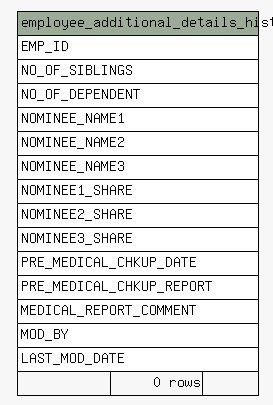 employee_additional_details_hist
EMP_ID
NO_OF_SIBLINGS
NO_OF_DEPENDENT
NOMINEE_NAME1
NOMINEE_NAME2
NOMINEE_NAME3
NOMINEE1_SHARE
NOMINEE2_SHARE
NOMINEE3_SHARE
PRE_MEDICAL_CHKUP_DATE
PRE_MEDICAL_CHKUP_REPORT
MEDICAL_REPORT_COMMENT
MOD_BY
LAST_MOD_DATE
0 rows